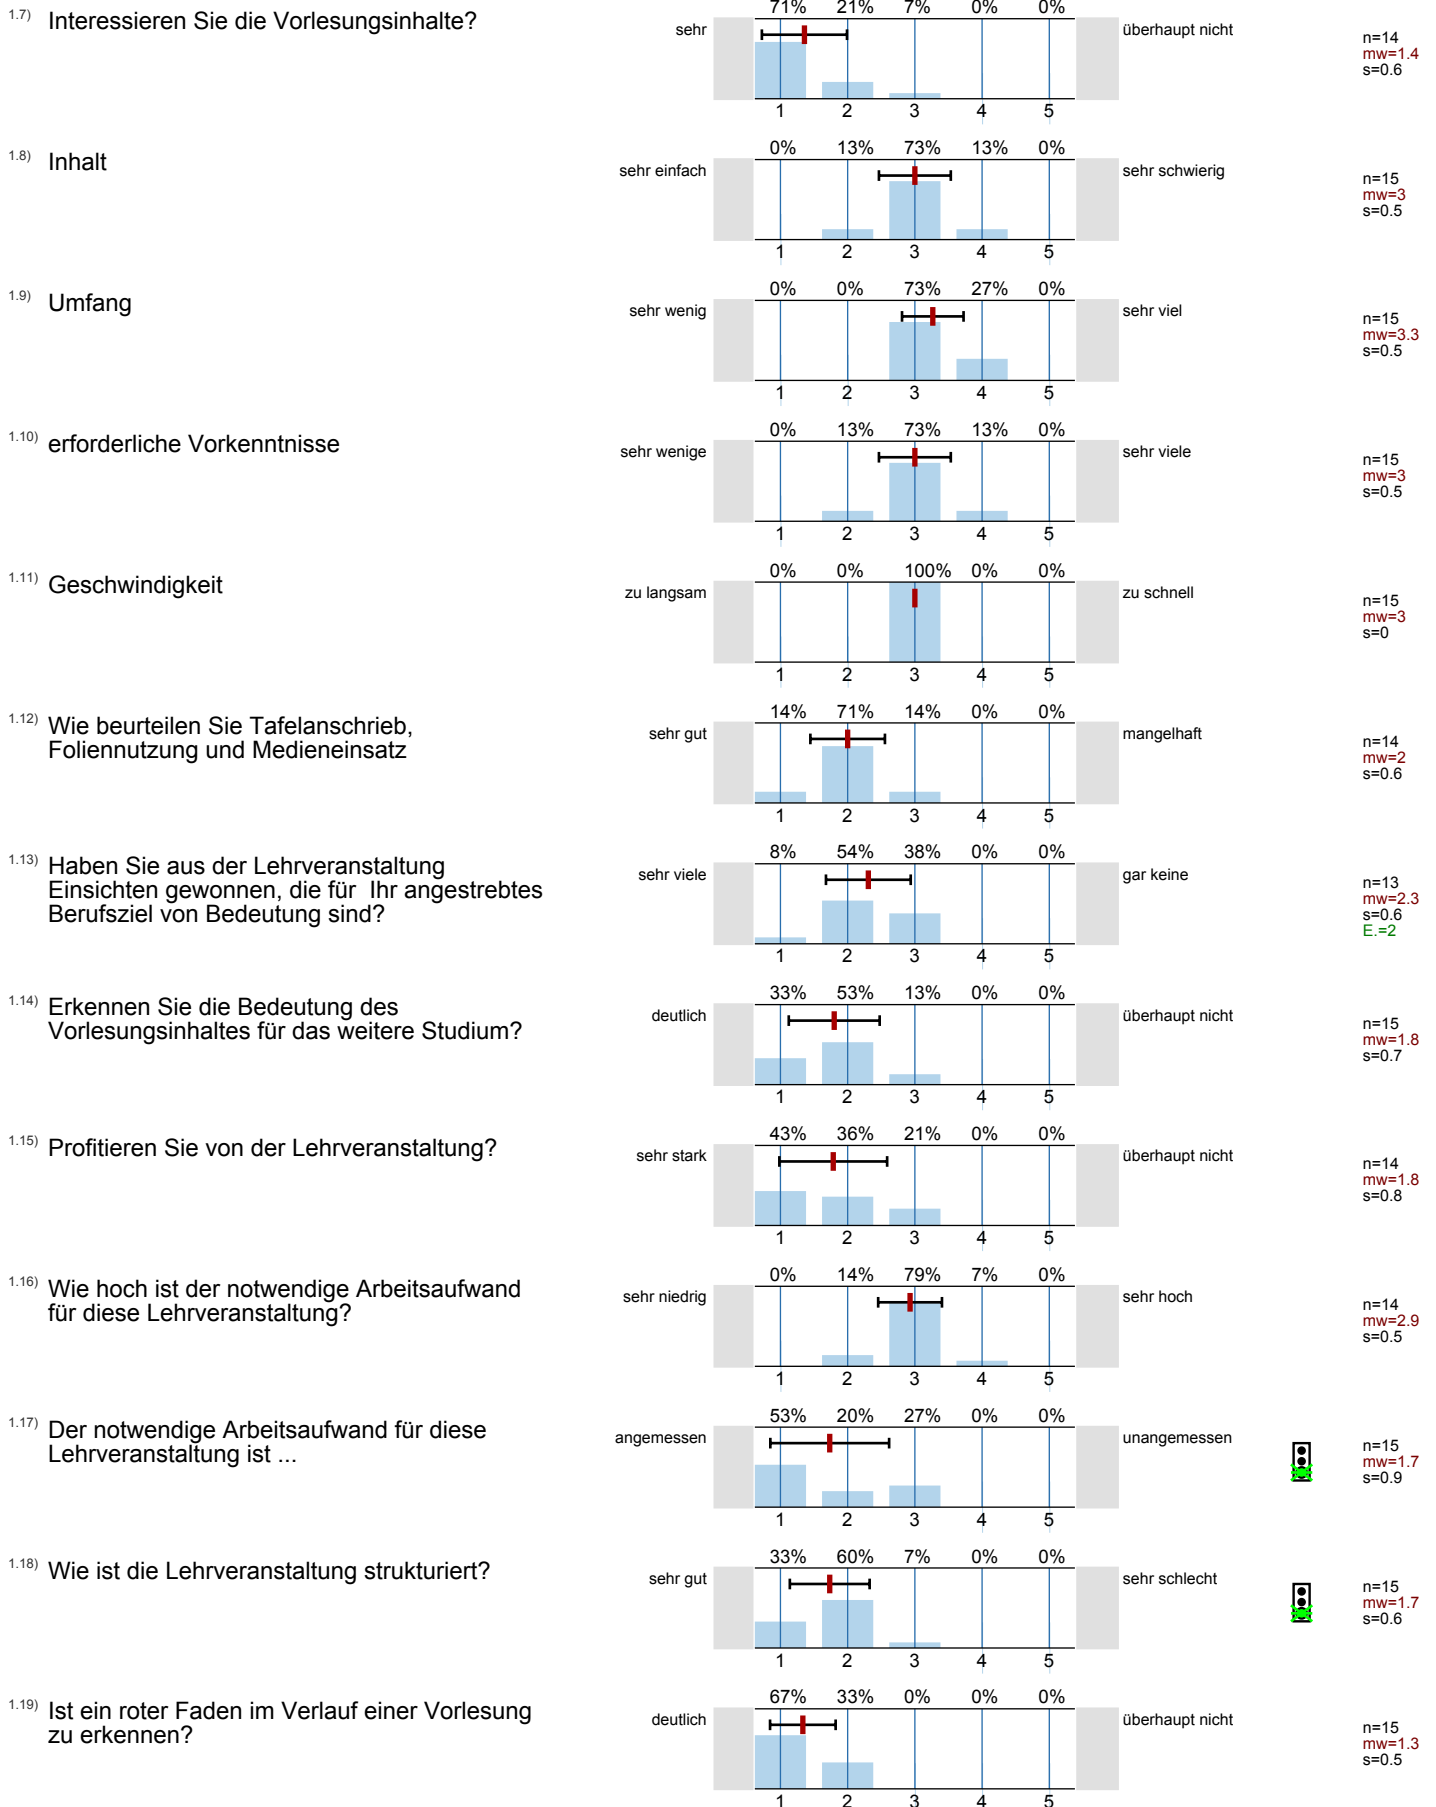 1.7) Interessieren Sie die Vorlesungsinhalte?
71% 21% 7% 0% 0%
sehr überhaupt nicht
n=14
mw=1.4
s=0.6
1 2 3 4 5
1.8) Inhalt
0% 13% 73% 13% 0%
sehr einfach sehr schwierig
n=15
mw=3
s=0.5
1 2 3 4 5
1.9) Umfang
0% 0% 73% 27% 0%
sehr wenig sehr viel
n=15
mw=3.3
s=0.5
1 2 3 4 5
1.10) erforderliche Vorkenntnisse
0% 13% 73% 13% 0%
sehr wenige sehr viele
n=15
mw=3
s=0.5
1 2 3 4 5
1.11) Geschwindigkeit
0% 0% 100% 0% 0%
zu langsam zu schnell
n=15
mw=3
s=0
1 2 3 4 5
1.12) Wie beurteilen Sie Tafelanschrieb,
Foliennutzung und Medieneinsatz
14% 71% 14% 0% 0%
sehr gut mangelhaft
n=14
mw=2
s=0.6
1 2 3 4 5
1.13) Haben Sie aus der Lehrveranstaltung
Einsichten gewonnen, die für Ihr angestrebtes
Berufsziel von Bedeutung sind?
8% 54% 38% 0% 0%
sehr viele gar keine
n=13
mw=2.3
s=0.6
E.=2
1 2 3 4 5
1.14) Erkennen Sie die Bedeutung des
Vorlesungsinhaltes für das weitere Studium?
33% 53% 13% 0% 0%
deutlich überhaupt nicht
n=15
mw=1.8
s=0.7
1 2 3 4 5
1.15) Profitieren Sie von der Lehrveranstaltung?
43% 36% 21% 0% 0%
sehr stark überhaupt nicht
n=14
mw=1.8
s=0.8
1 2 3 4 5
1.16) Wie hoch ist der notwendige Arbeitsaufwand
für diese Lehrveranstaltung?
0% 14% 79% 7% 0%
sehr niedrig sehr hoch
n=14
mw=2.9
s=0.5
1 2 3 4 5
1.17) Der notwendige Arbeitsaufwand für diese
Lehrveranstaltung ist ...
53% 20% 27% 0% 0%
angemessen unangemessen
n=15
mw=1.7
s=0.9
1 2 3 4 5
1.18) Wie ist die Lehrveranstaltung strukturiert?
33% 60% 7% 0% 0%
sehr gut sehr schlecht
n=15
mw=1.7
s=0.6
1 2 3 4 5
1.19) Ist ein roter Faden im Verlauf einer Vorlesung
zu erkennen?
67% 33% 0% 0% 0%
deutlich überhaupt nicht
n=15
mw=1.3
s=0.5
1 2 3 4 5